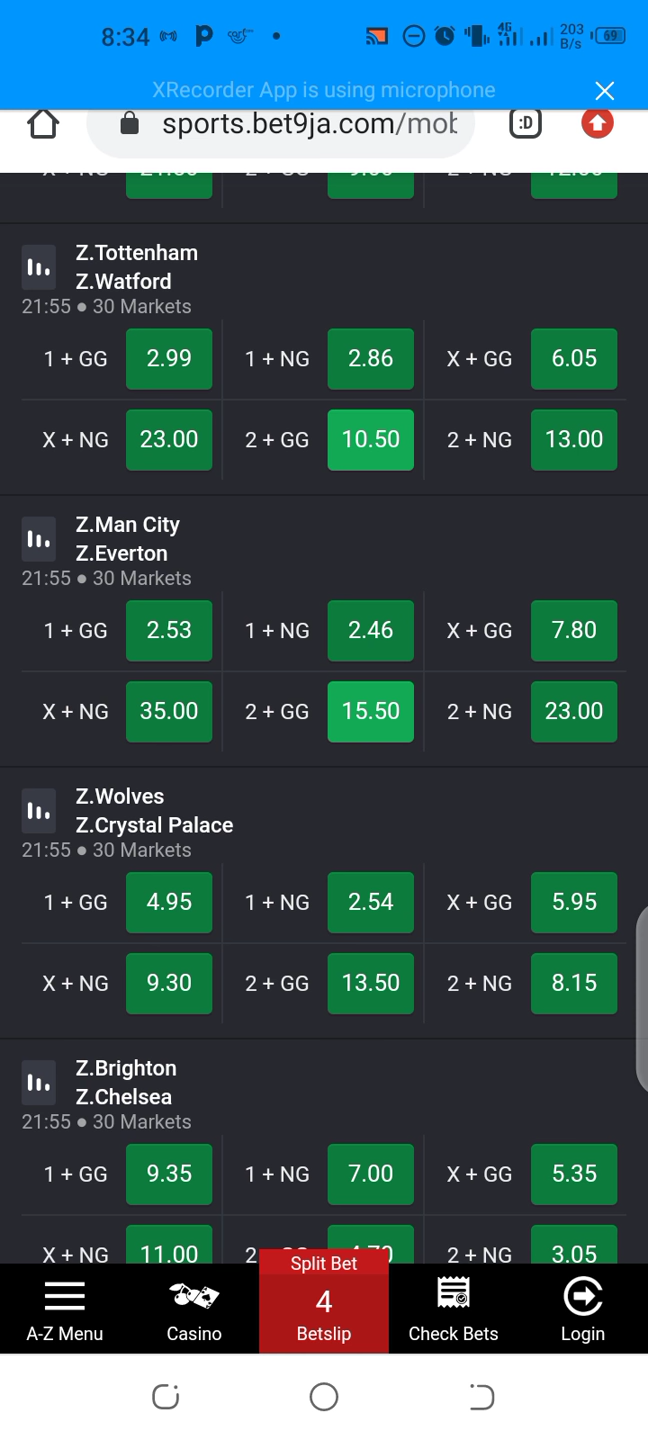 8:34
4G
203
B/s
69
XRecorder App is using microphone
sports.bet9ja.com/mob
:D
Z.Tottenham
Z.Watford
21:55 ● 30 Markets
1 + GG 2.99 1 + NG 2.86 X + GG 6.05
X + NG 23.00 2 + GG 10.50 2 + NG 13.00
Z.Man City
Z.Everton
21:55 ● 30 Markets
1 + GG 2.53 1 + NG 2.46 X + GG 7.80
X + NG 35.00 2 + GG 15.50 2 + NG 23.00
Z.Wolves
Z.Crystal Palace
21:55 ● 30 Markets
1 + GG 4.95 1 + NG 2.54 X + GG 5.95
X + NG 9.30 2 + GG 13.50 2 + NG 8.15
Z.Brighton
Z.Chelsea
21:55 ● 30 Markets
1 + GG 9.35 1 + NG 7.00 X + GG 5.35
X + NG 11.00 2 2 + NG 3.05
Split Bet
4
A-Z Menu Casino Betslip Check Bets Login